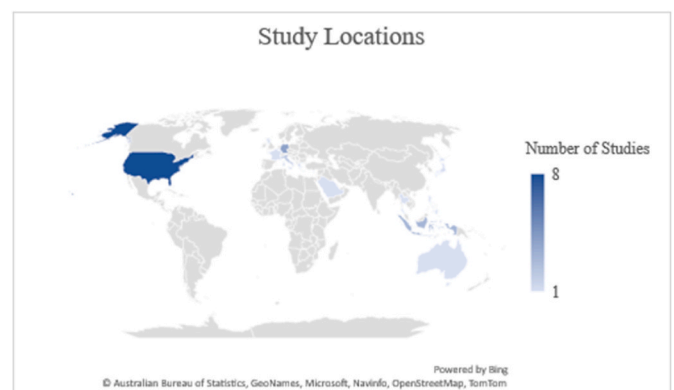 Study Locations
Number of Studies
8
1
Powered by Bing
© Australian Bureau of Statistics, GeoNames, Microsoft, Navinfo, OpenStreetMap, TomTom